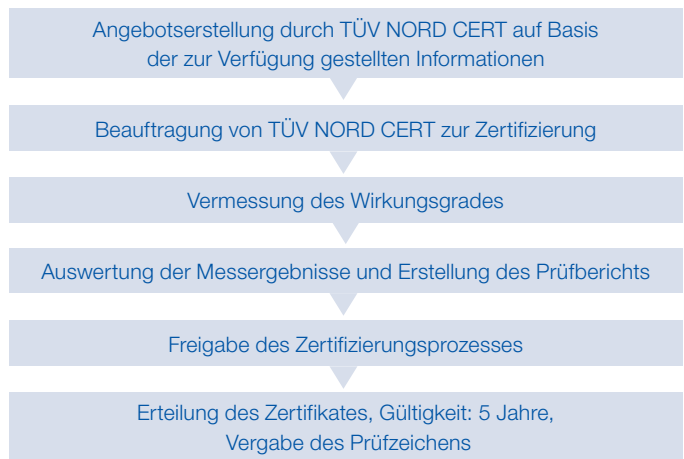 Angebotserstellung durch TÜV NORD CERT auf Basis
der zur Verfügung gestellten Informationen
Beauftragung von TÜV NORD CERT zur Zertifizierung
Vermessung des Wirkungsgrades
Auswertung der Messergebnisse und Erstellung des Prüfberichts
Freigabe des Zertifizierungsprozesses
Erteilung des Zertifikates, Gültigkeit: 5 Jahre,
Vergabe des Prüfzeichens